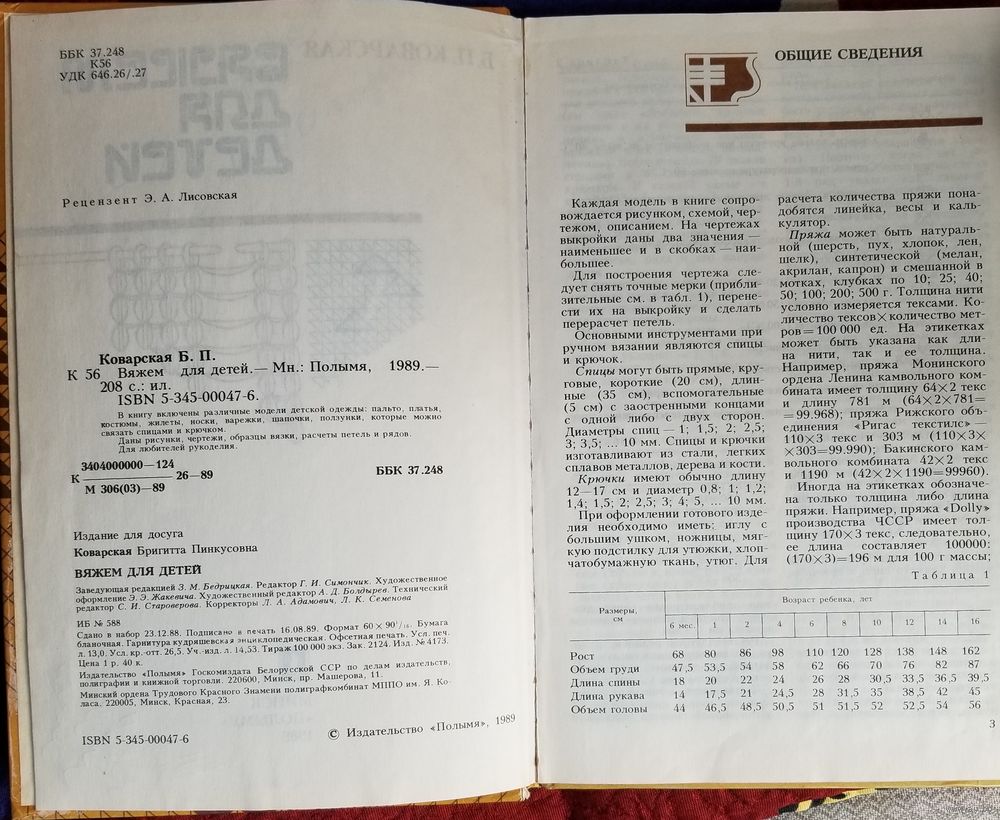 ББК 37.248
К56
УДК 646.26/.27
Рецензент Э. А. Лисовская
Коварская Б. П.
К 56 Вяжем для детей.— Мн.: Полымя, 1989.—
208 с.: ил.
ISBN 5-345-00047-6.
В книгу включены различные модели детской одежды: пальто, платья,
костюмы, жилеты, носки, варежки, шапочки, ползунки, которые можно
связать спицами и крючком.
Даны рисунки, чертежи, образцы вязки, расчеты петель и рядов.
Для любителей рукоделия.
3404000000—124
К 26—89
М 306(03)—89
ББК 37.248
Издание для досуга
Коварская Бригитта Пинкусовна
ВЯЖЕМ ДЛЯ ДЕТЕЙ
Заведующая редакцией З. М. Бедрицкая. Редактор Г. И. Симончик. Художественное
оформление Э. Э. Жакевича. Художественный редактор А. Д. Болдырев. Технический
редактор С. И. Староверова. Корректоры Л. А. Адамович, Л. К. Семенова
ИБ № 588
Сдано в набор 23.12.88. Подписано в печать 16.08.89. Формат 60×90 1/16. Бумага
бланочная. Гарнитура кудряшевская энциклопедическая. Офсетная печать. Усл. печ.
л. 13,0. Усл. кр.-отт. 26,5. Уч.-изд. л. 14,53. Тираж 100 000 экз. Зак. 2124. Изд. № 4173.
Цена 1 р. 40 к.
Издательство «Полымя» Госкомиздата Белорусской ССР по делам издательств,
полиграфии и книжной торговли. 220600, Минск, пр. Машерова, 11.
Минский ордена Трудового Красного Знамени полиграфкомбинат МППО им. Я. Ко-
ласа. 220005, Минск, Красная, 23.
ISBN 5-345-00047-6
© Издательство «Полымя», 1989
ОБЩИЕ СВЕДЕНИЯ
Каждая модель в книге сопро-
вождается рисунком, схемой, чер-
тежом, описанием. На чертежах
выкройки даны два значения —
наименьшее и в скобках — наи-
большее.
Для построения чертежа сле-
дует снять точные мерки (прибли-
зительные см. в табл. 1), перене-
сти их на выкройку и сделать
перерасчет петель.
Основными инструментами при
ручном вязании являются спицы
и крючок.
Спицы могут быть прямые, кру-
говые, короткие (20 см), длин-
ные (35 см), вспомогательные
(5 см) с заостренными концами
с одной либо с двух сторон.
Диаметры спиц — 1; 1,5; 2; 2,5;
3; 3,5; ... 10 мм. Спицы и крючки
изготавливают из стали, легких
сплавов металлов, дерева и кости.
Крючки имеют обычно длину
12—17 см и диаметр 0,8; 1; 1,2;
1,4; 1,5; 2; 2,5; 3; 4; 5, ... 10 мм.
При оформлении готового изде-
лия необходимо иметь: иглу с
большим ушком, ножницы, мяг-
кую подстилку для утюжки, хлоп-
чатобумажную ткань, утюг. Для
расчета количества пряжи пона-
добятся линейка, весы и каль-
кулятор.
Пряжа может быть натураль-
ной (шерсть, пух, хлопок, лен,
шелк), синтетической (мелан,
акрилан, капрон) и смешанной в
мотках, клубках по 10; 25; 40;
50; 100; 200; 500 г. Толщина нити
условно измеряется тексами. Ко-
личество тексов×количество мет-
ров=100 000 ед. На этикетках
может быть указана как дли-
на нити, так и ее толщина.
Например, пряжа Монинского
ордена Ленина камвольного ком-
бината имеет толщину 64×2 текс
и длину 781 м (64×2×781=
=99.968); пряжа Рижского объ-
единения «Ригас текстилс» —
110×3 текс и 303 м (110×3×
×303=99.990); Бакинского кам-
вольного комбината 42×2 текс
и 1190 м (42×2×1190=99960).
Иногда на этикетках обозначе-
на только толщина либо длина
пряжи. Например, пряжа «Dolly»
производства ЧССР имеет тол-
щину 170×3 текс, следовательно,
ее длина составляет 100000:
(170×3)=196 м для 100 г массы;
Таблица 1
Размеры, см Возраст ребенка, лет
6 мес. 1 2 4 6 8 10 12 14 16
Рост 68 80 86 98 110 120 128 138 148 162
Объем груди 47,5 53,5 54 58 62 66 70 76 82 87
Длина спины 18 20 22 24 26 28 30,5 33,5 36,5 39,5
Длина рукава 14 17,5 21 24,5 28 31,5 35 38,5 42 45
Объем головы 44 46,5 48,5 50,5 51 51,5 52 52,5 54 56
3